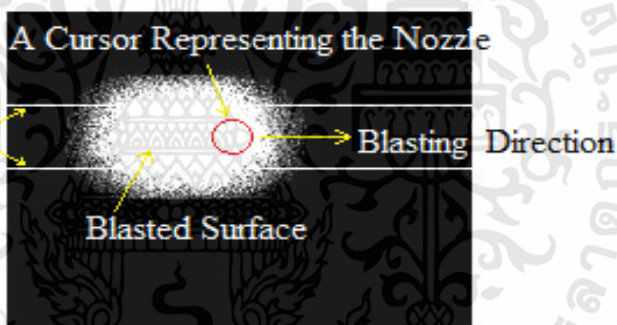 A Cursor Representing the Nozzle
Blasting Direction
Blasted Surface